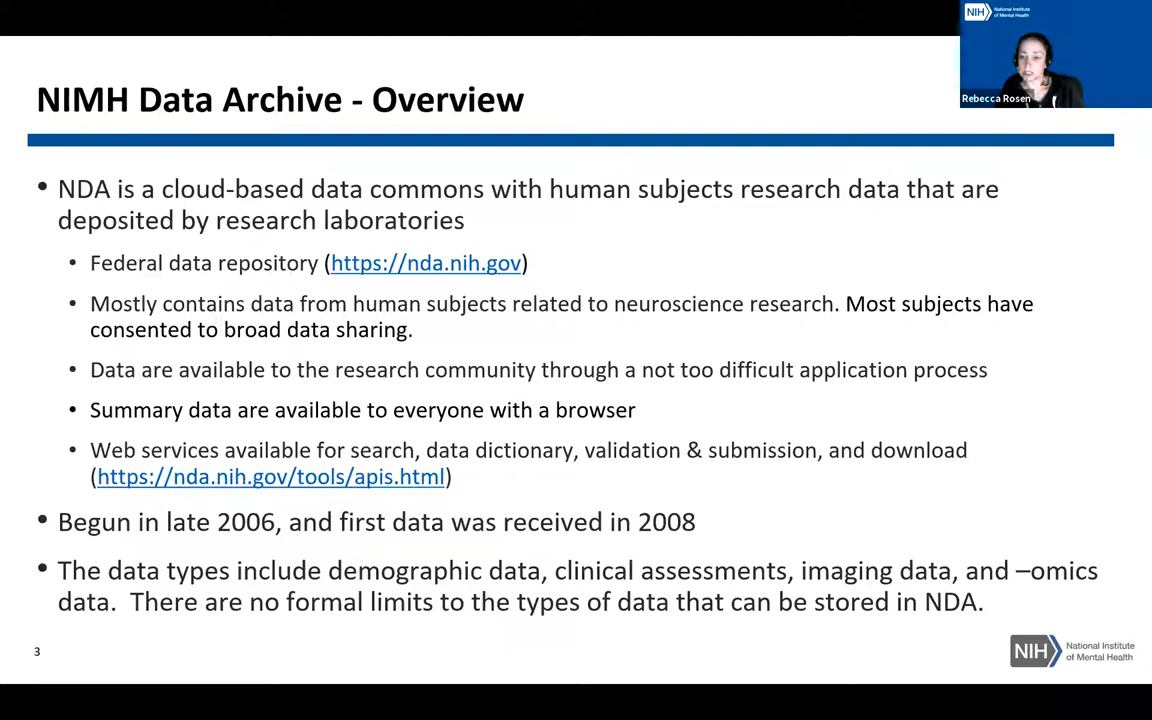 NIH National Institute
of Mental Health
Rebecca Rosen
NIMH Data Archive - Overview
• NDA is a cloud-based data commons with human subjects research data that are
deposited by research laboratories
• Federal data repository (https://nda.nih.gov)
• Mostly contains data from human subjects related to neuroscience research. Most subjects have
consented to broad data sharing.
• Data are available to the research community through a not too difficult application process
• Summary data are available to everyone with a browser
• Web services available for search, data dictionary, validation & submission, and download
(https://nda.nih.gov/tools/apis.html)
• Begun in late 2006, and first data was received in 2008
• The data types include demographic data, clinical assessments, imaging data, and –omics
data. There are no formal limits to the types of data that can be stored in NDA.
3
NIH National Institute
of Mental Health